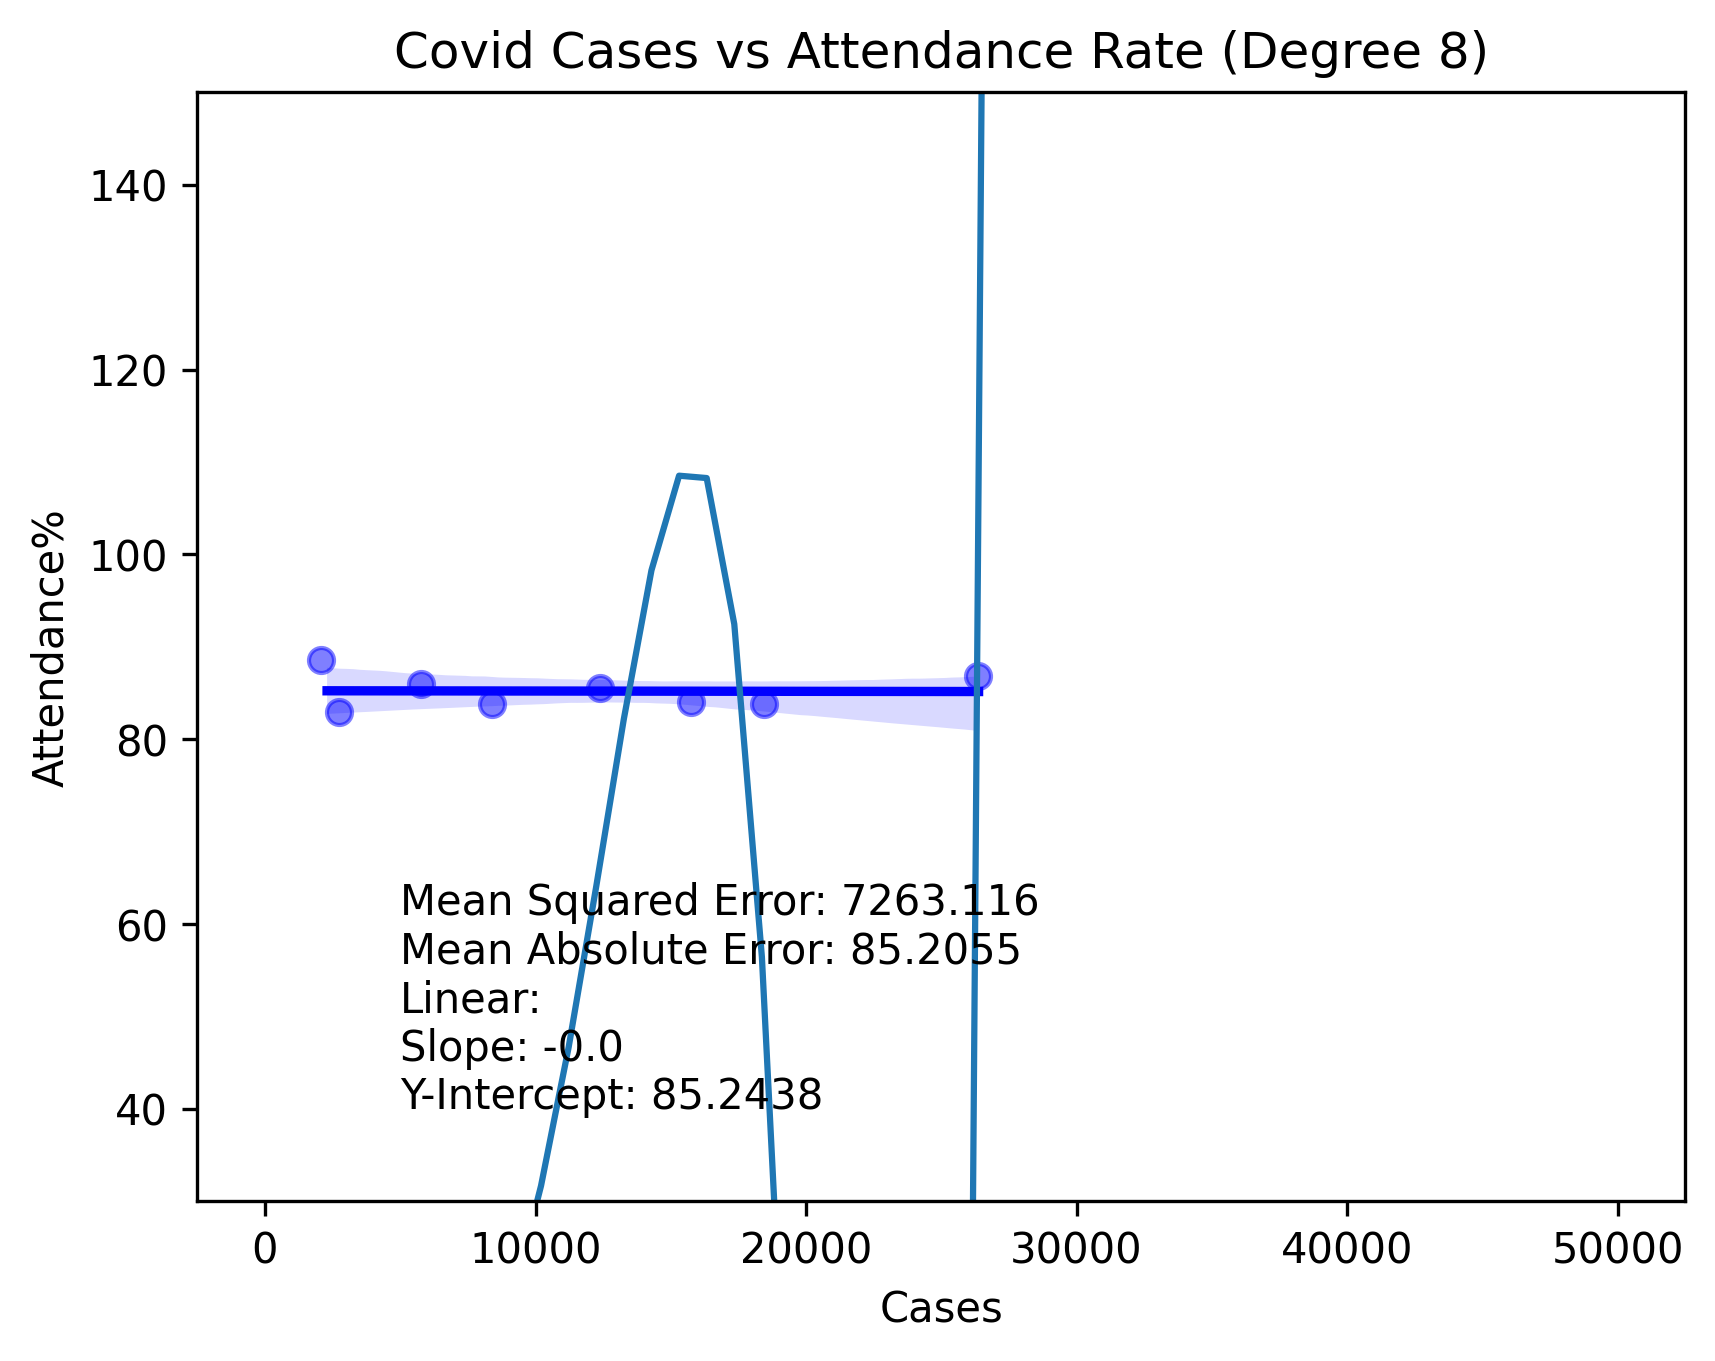 Covid Cases vs Attendance Rate (Degree 8)
140
120
100
80
60
40
Attendance%
Mean Squared Error: 7263.116
Mean Absolute Error: 85.2055
Linear:
Slope: -0.0
Y-Intercept: 85.2438
0 10000 20000 30000 40000 50000
Cases